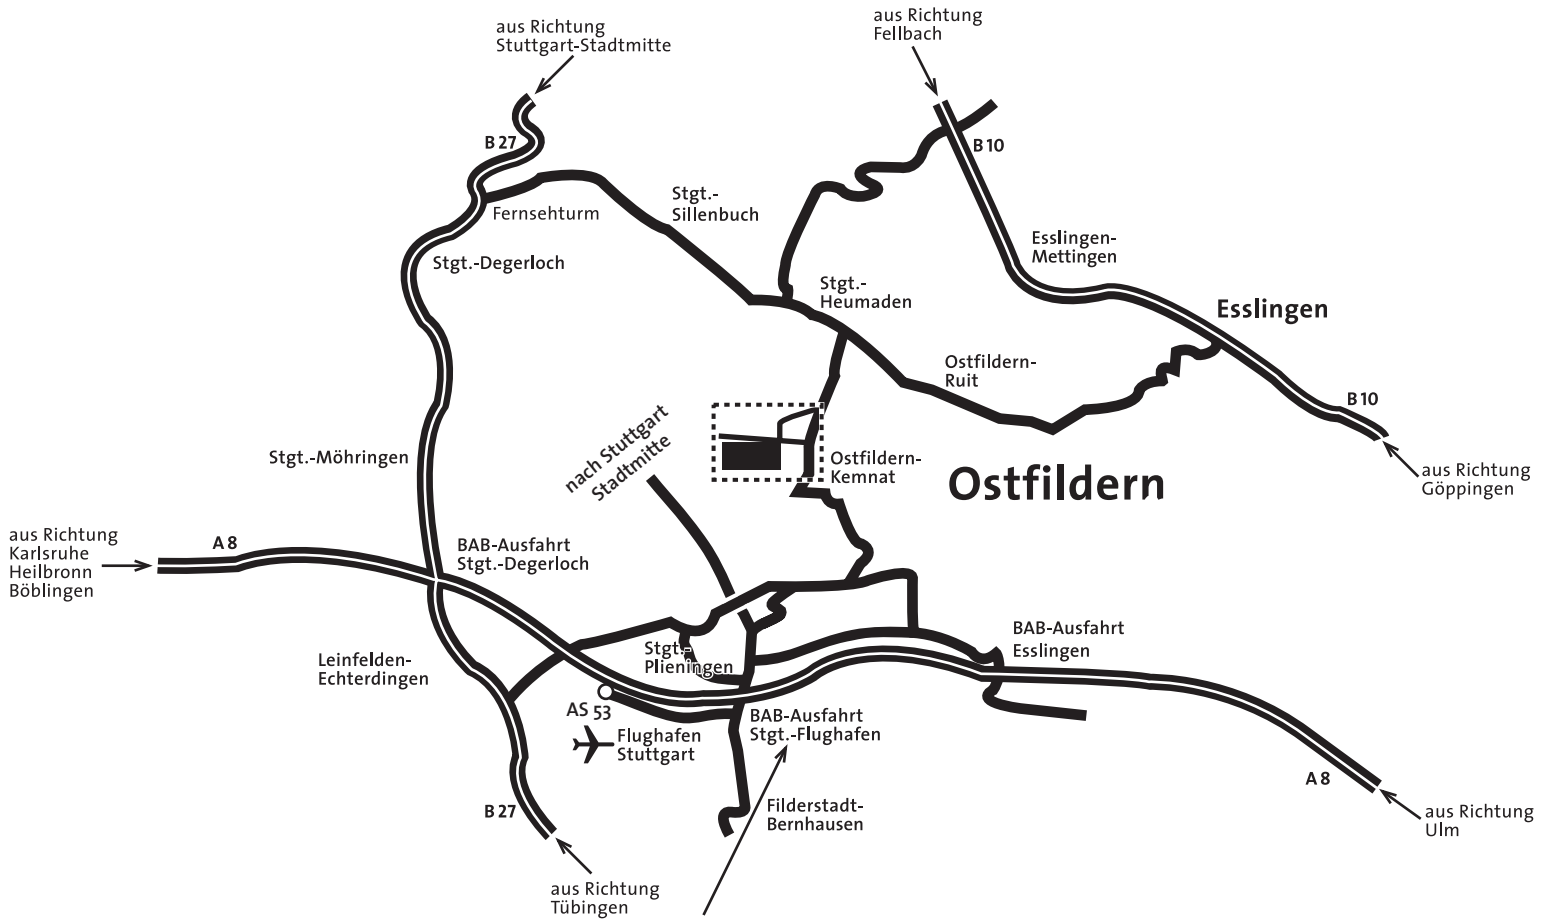 aus Richtung
Stuttgart-Stadtmitte
aus Richtung
Fellbach
B 27
B 10
Fernsehturm
Stgt.-
Sillenbuch
Esslingen-
Mettingen
Stgt.-Degerloch
Stgt.-
Heumaden
Esslingen
Ostfildern-
Ruit
B 10
nach Stuttgart
Stadtmitte
Stgt.-Möhringen
Ostfildern-
Kemnat
Ostfildern
aus Richtung
Göppingen
aus Richtung
Karlsruhe
Heilbronn
Böblingen
A 8
BAB-Ausfahrt
Stgt.-Degerloch
BAB-Ausfahrt
Esslingen
Stgt.-
Plieningen
Leinfelden-
Echterdingen
AS 53
BAB-Ausfahrt
Stgt.-Flughafen
Flughafen
Stuttgart
A 8
B 27
Filderstadt-
Bernhausen
aus Richtung
Ulm
aus Richtung
Tübingen